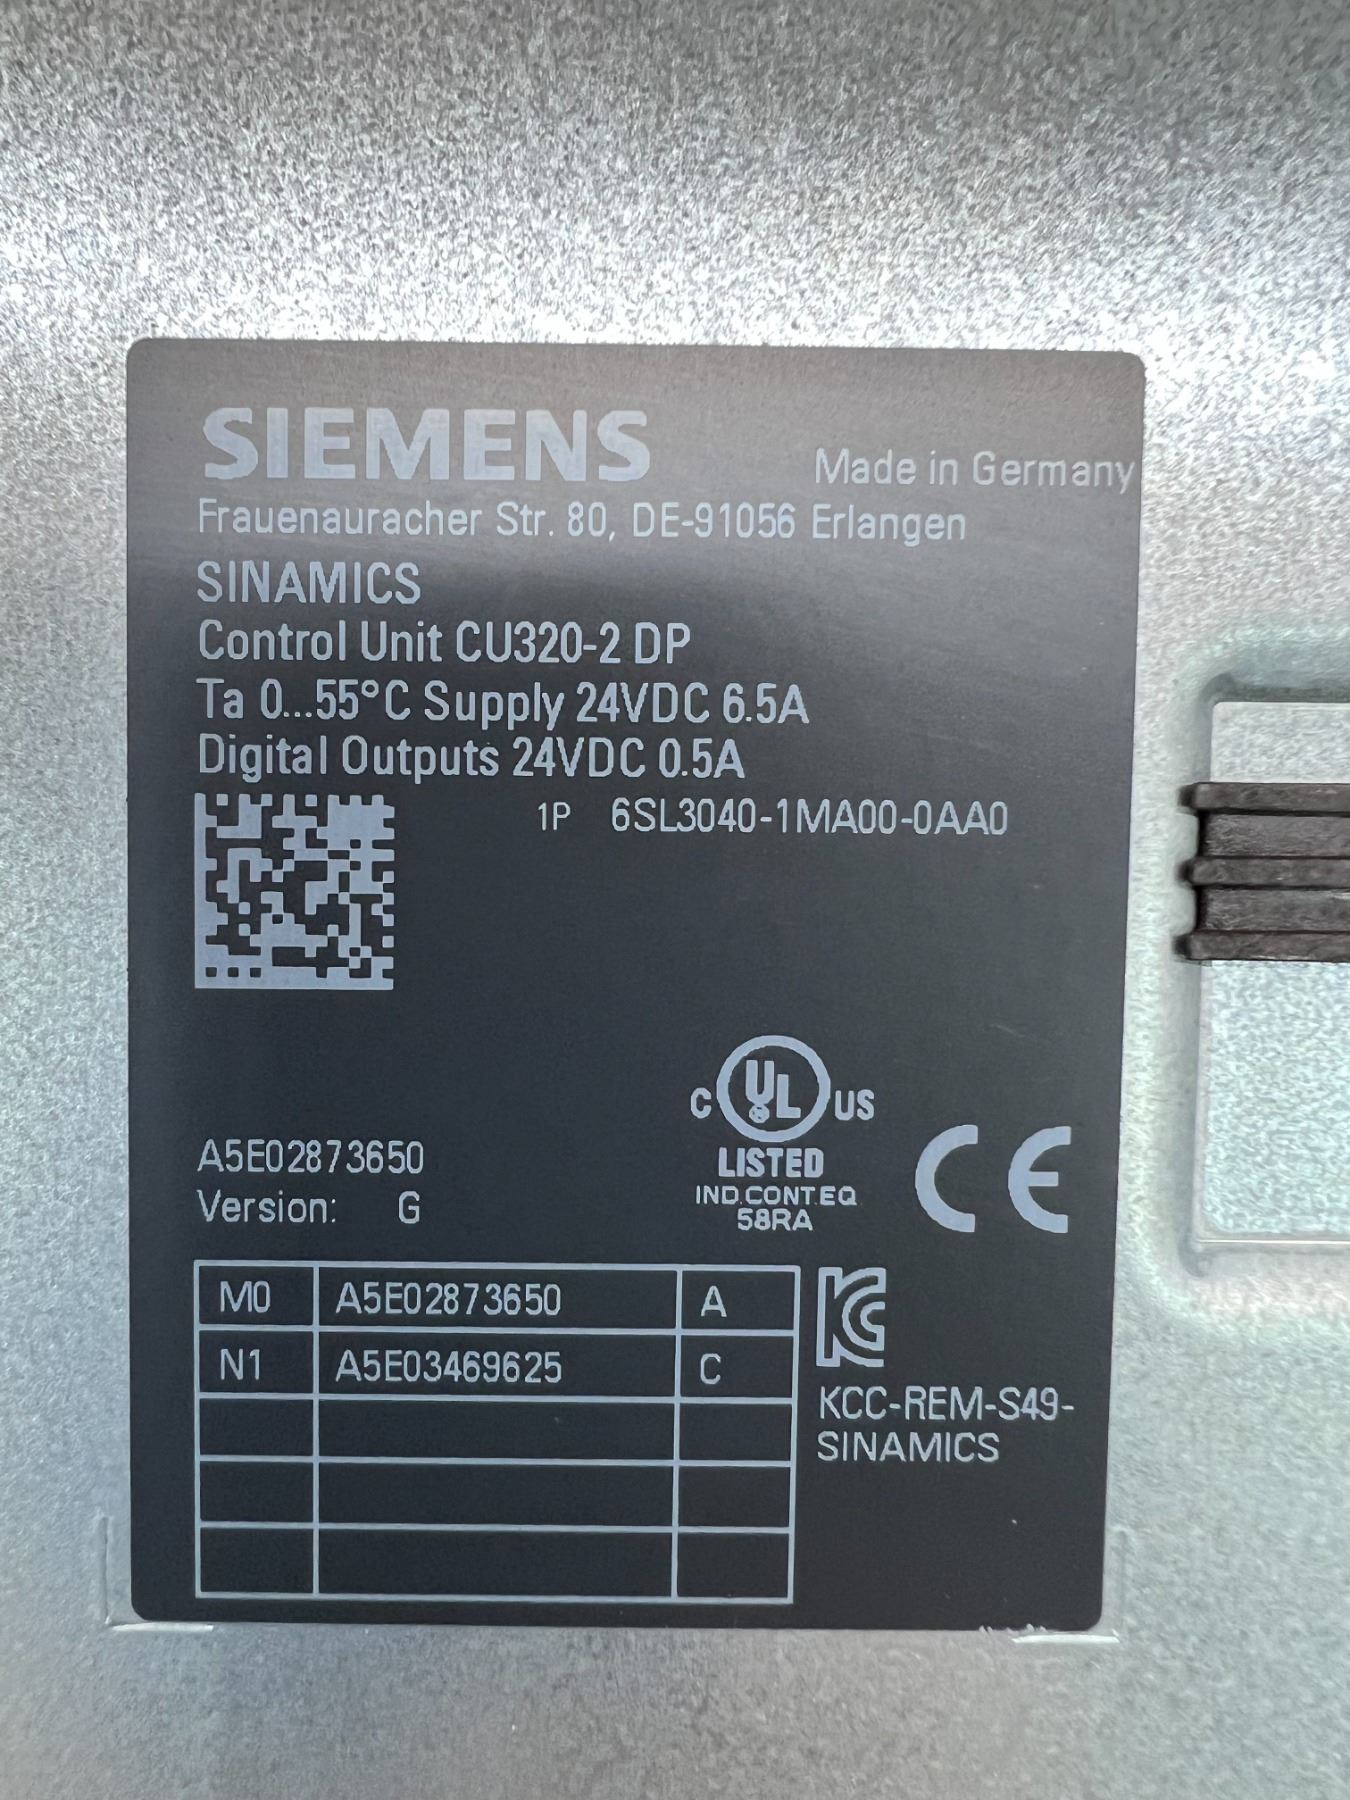 SIEMENS
Made in Germany
Frauenauracher Str. 80, DE-91056 Erlangen
SINAMICS
Control Unit CU320-2 DP
Ta 0...55°C Supply 24VDC 6.5A
Digital Outputs 24VDC 0.5A
1P 6SL3040-1MA00-0AA0
C UL US
LISTED
IND.CONT.EQ
58RA
CE
A5E02873650
Version: G
M0 A5E02873650 A
N1 A5E03469625 C
KC
KCC-REM-S49-
SINAMICS